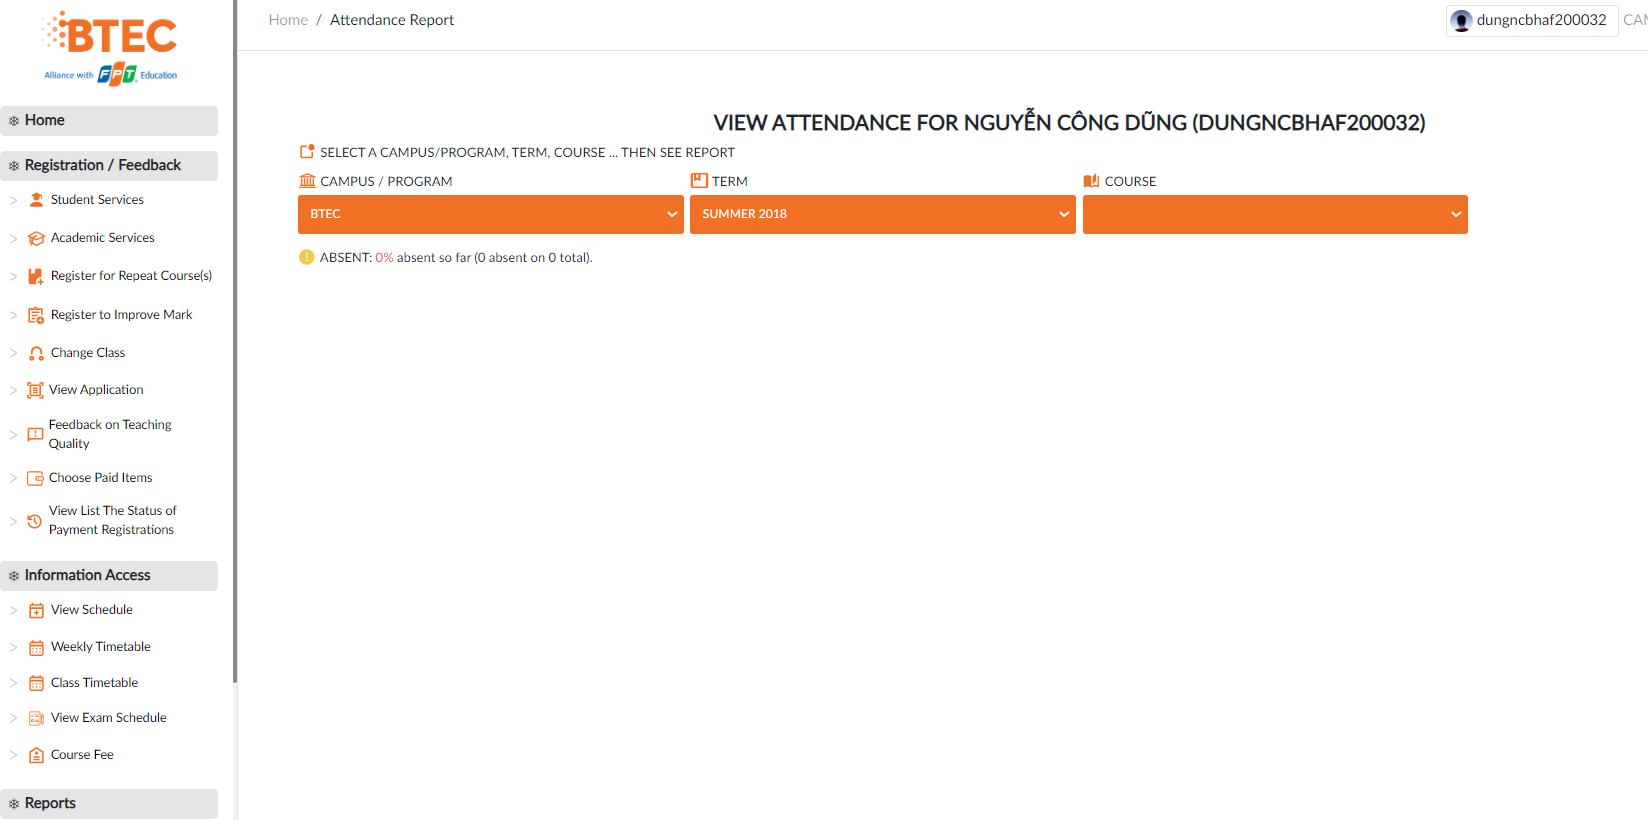 BTEC
Alliance with FPT Education
Home
Registration / Feedback
Student Services
Academic Services
Register for Repeat Course(s)
Register to Improve Mark
Change Class
View Application
Feedback on Teaching
Quality
Choose Paid Items
View List The Status of
Payment Registrations
Information Access
View Schedule
Weekly Timetable
Class Timetable
View Exam Schedule
Course Fee
Reports
Home / Attendance Report
dungncbhaf200032
VIEW ATTENDANCE FOR NGUYỄN CÔNG DŨNG (DUNGNCBHAF200032)
SELECT A CAMPUS/PROGRAM, TERM, COURSE ... THEN SEE REPORT
CAMPUS / PROGRAM
TERM
COURSE
BTEC
SUMMER 2018
ABSENT: 0% absent so far (0 absent on 0 total).